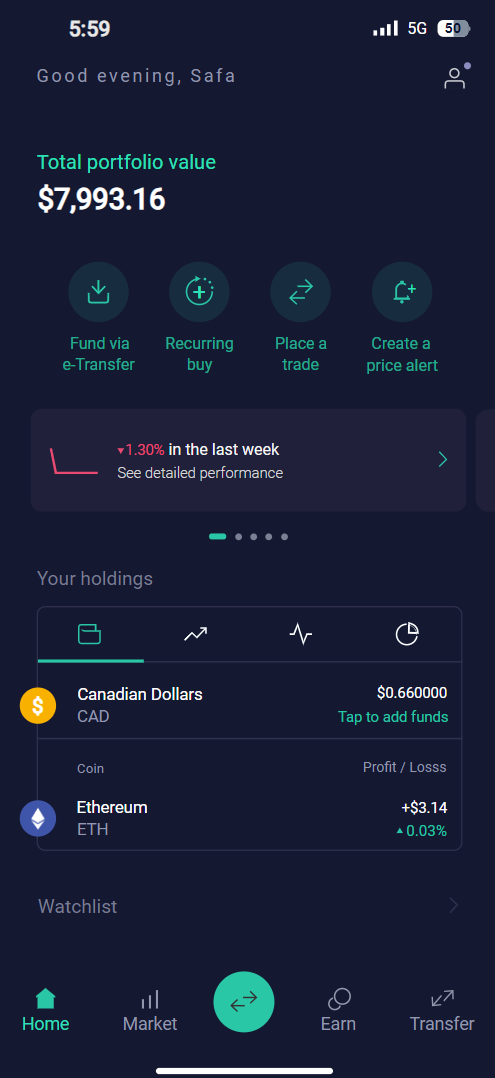 5:59
5G
50
Good evening, Safa
Total portfolio value
$7,993.16
Fund via
e-Transfer
Recurring
buy
Place a
trade
Create a
price alert
▾1.30% in the last week
See detailed performance
Your holdings
Canadian Dollars
$0.660000
CAD
Tap to add funds
Coin
Profit / Losss
Ethereum
+$3.14
ETH
▴0.03%
Watchlist
Home
Market
Earn
Transfer